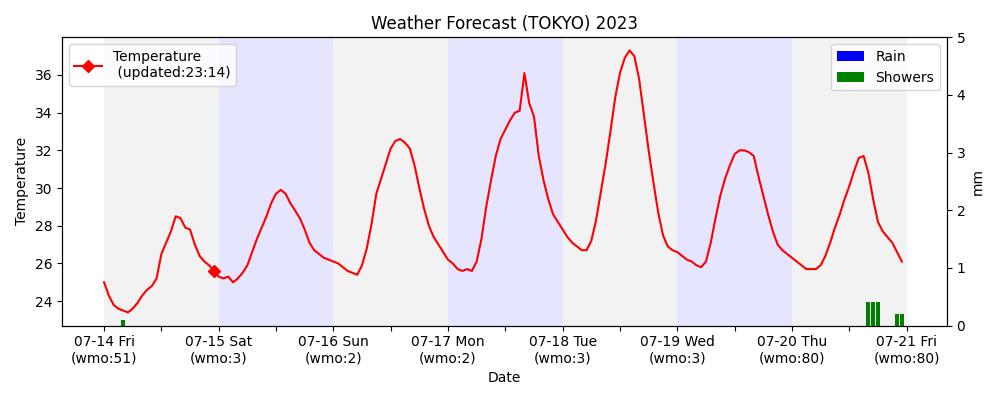 Weather Forecast (TOKYO) 2023
Temperature
(updated:23:14)
Rain
Showers
Temperature
36
34
32
30
28
26
24
5
4
3
2
1
0
mm
07-14 Fri
(wmo:51)
07-15 Sat
(wmo:3)
07-16 Sun
(wmo:2)
07-17 Mon
(wmo:2)
07-18 Tue
(wmo:3)
07-19 Wed
(wmo:3)
07-20 Thu
(wmo:80)
07-21 Fri
(wmo:80)
Date